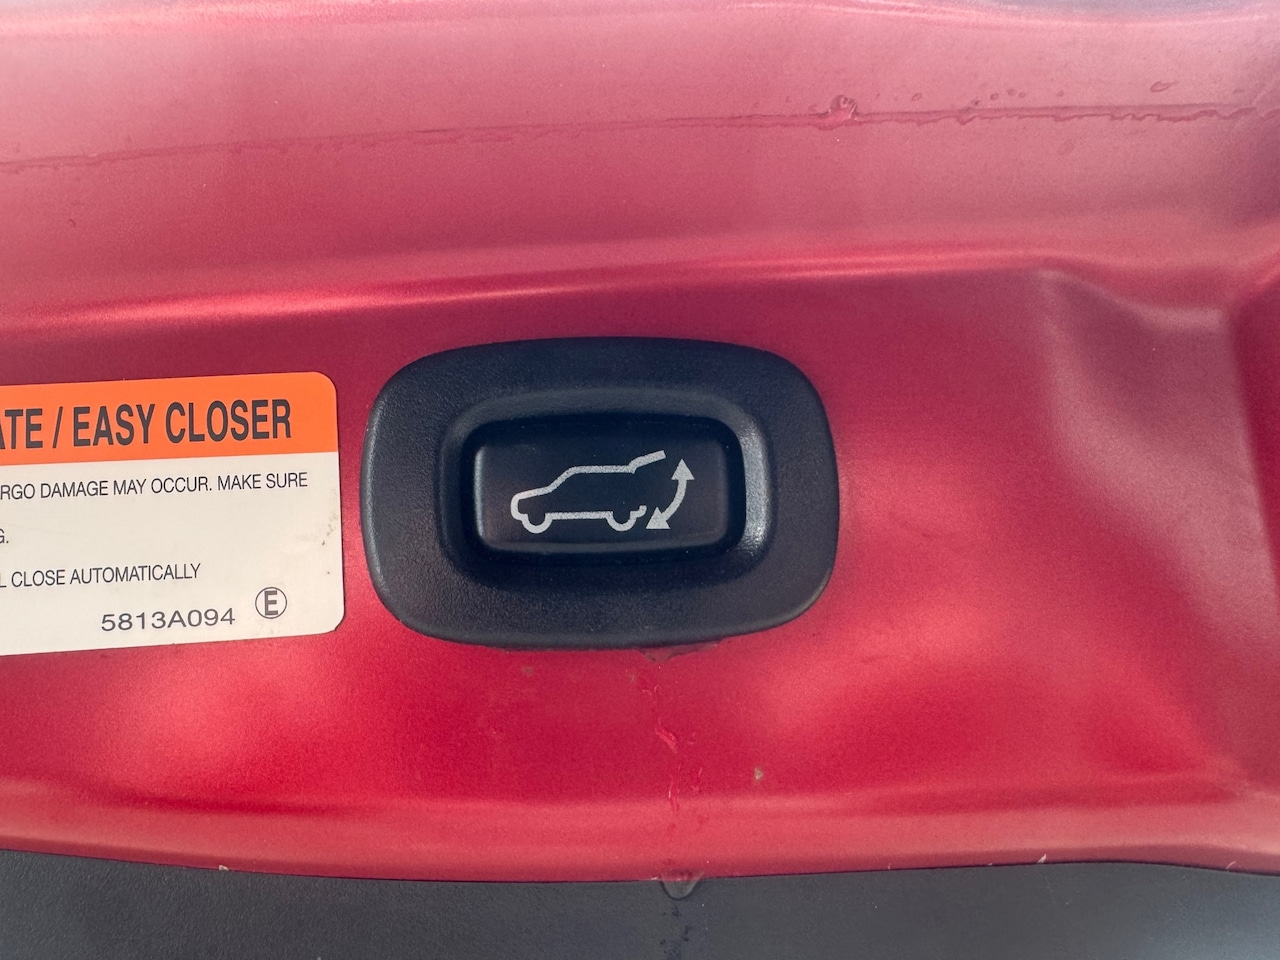 ATE / EASY CLOSER
RGO DAMAGE MAY OCCUR. MAKE SURE
G.
L CLOSE AUTOMATICALLY
5813A094 E